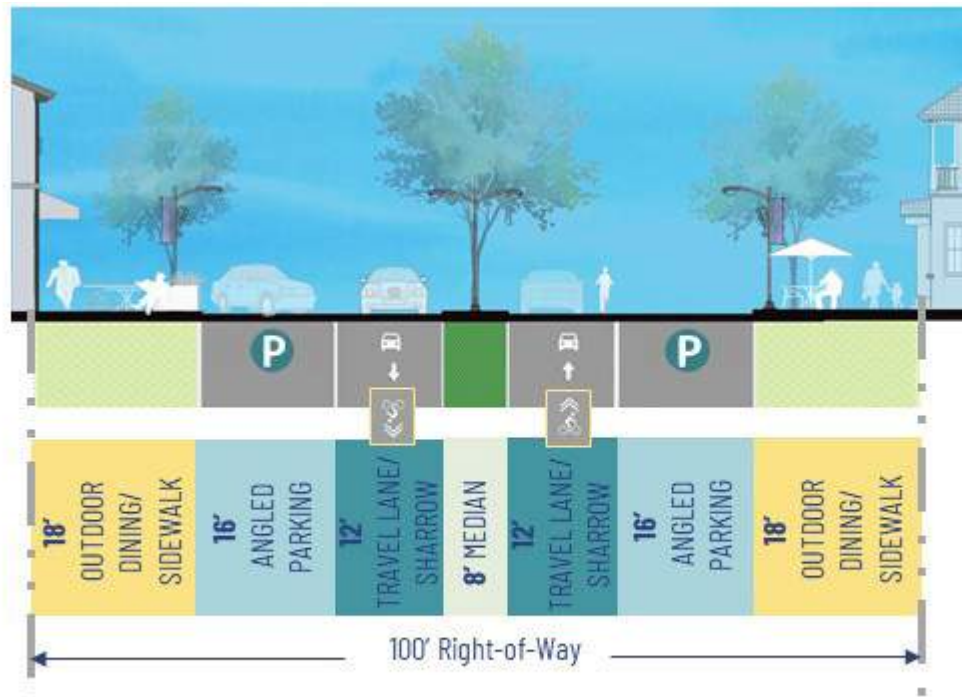 P
P
18'
OUTDOOR
DINING/
SIDEWALK
16'
ANGLED
PARKING
12'
TRAVEL LANE/
SHARROW
8' MEDIAN
12'
TRAVEL LANE/
SHARROW
16'
ANGLED
PARKING
18'
OUTDOOR
DINING/
SIDEWALK
100' Right-of-Way